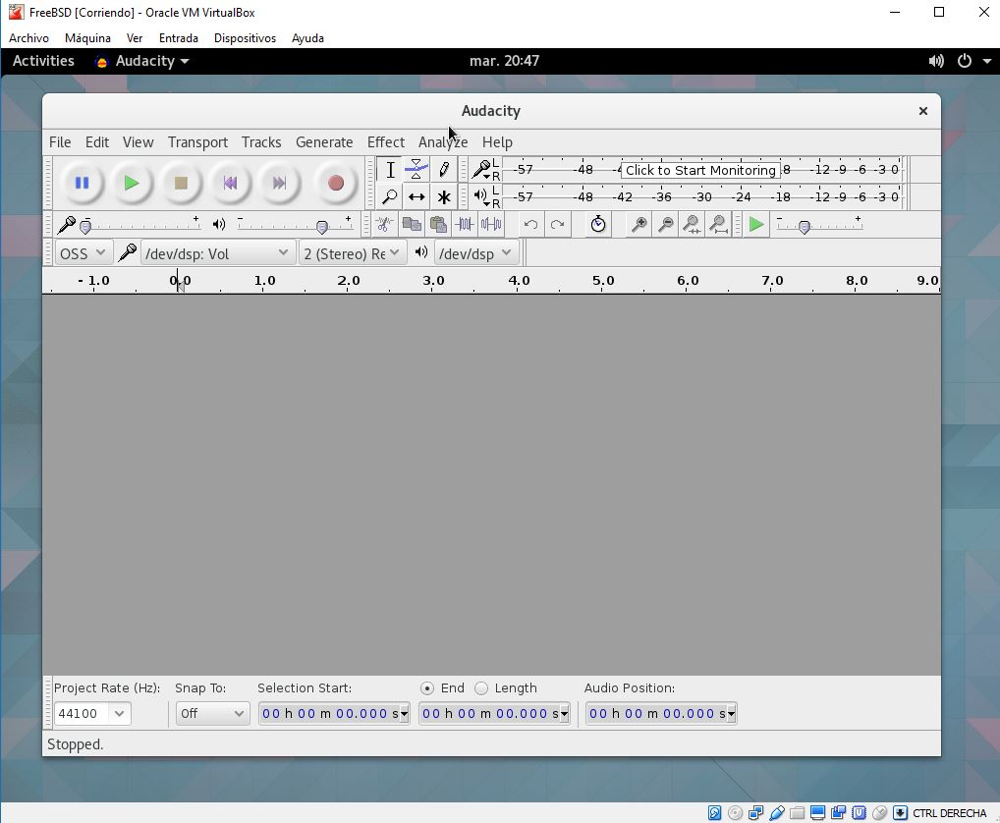 FreeBSD [Corriendo] - Oracle VM VirtualBox
Archivo Máquina Ver Entrada Dispositivos Ayuda
Activities Audacity mar. 20:47
Audacity
File Edit View Transport Tracks Generate Effect Analyze Help
L R -57 -48 -4 Click to Start Monitoring 8 -12 -9 -6 -3 0
L R -57 -48 -42 -36 -30 -24 -18 -12 -9 -6 -3 0
- + - + - +
OSS /dev/dsp: Vol 2 (Stereo) Re /dev/dsp
- 1.0 0.0 1.0 2.0 3.0 4.0 5.0 6.0 7.0 8.0 9.0
Project Rate (Hz): Snap To: Selection Start: End Length Audio Position:
44100 Off 00 h 00 m 00.000 s 00 h 00 m 00.000 s 00 h 00 m 00.000 s
Stopped.
CTRL DERECHA